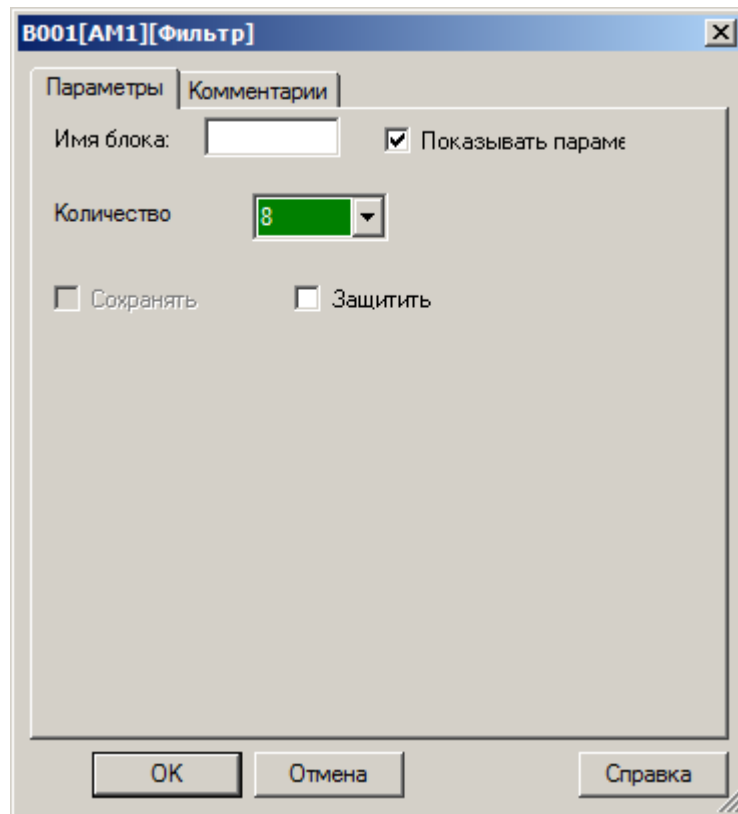 B001[AM1][Фильтр]
Параметры Комментарии
Имя блока: Показывать параме
Количество 8
Сохранять Защитить
OK Отмена Справка